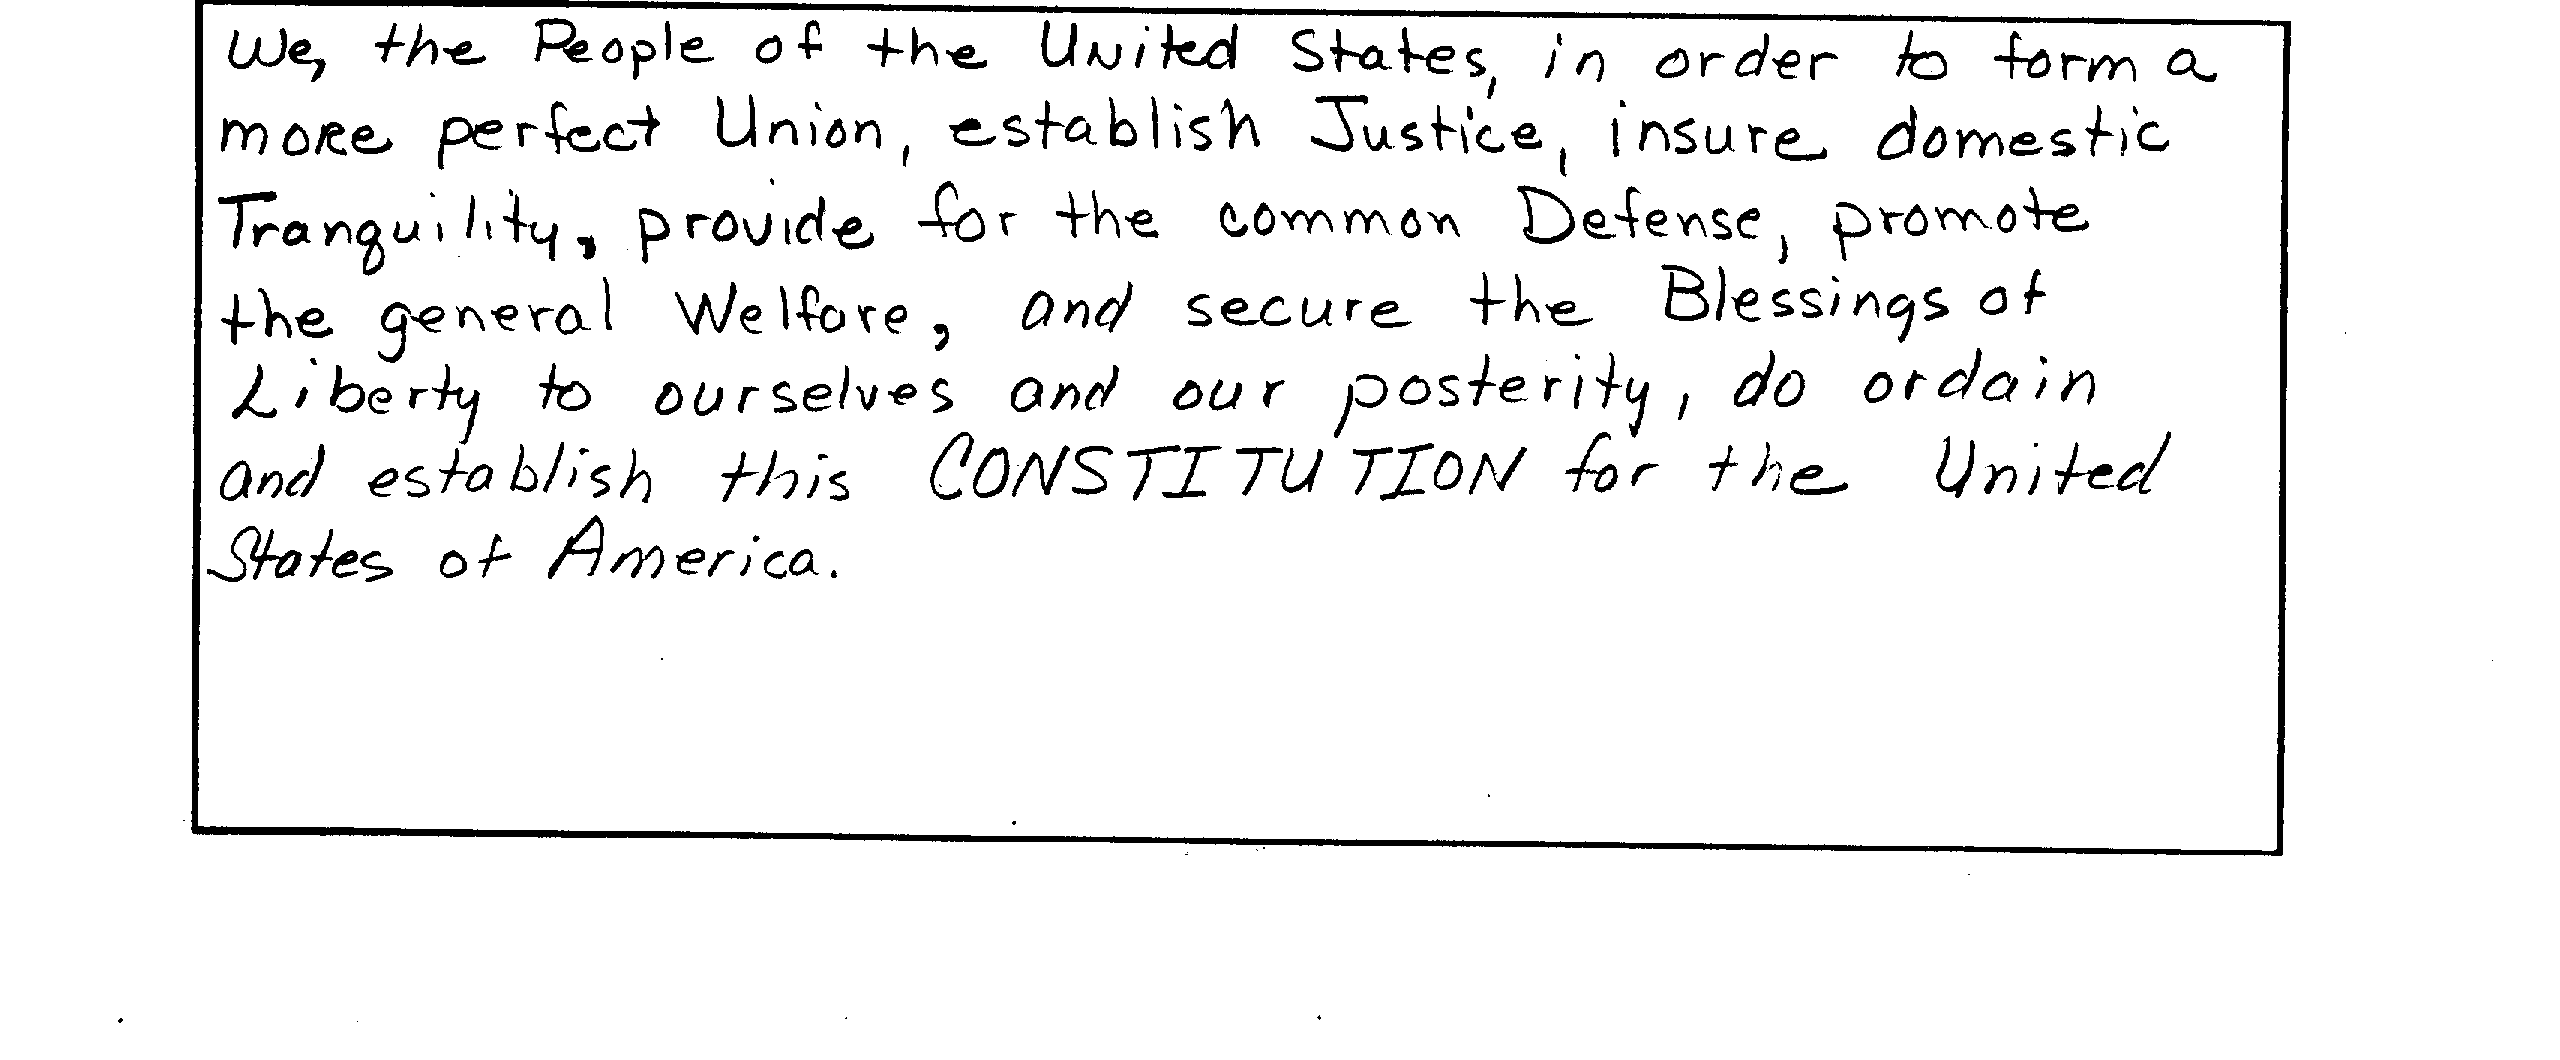 We, the People of the United States, in order to form a
more perfect Union, establish Justice, insure domestic
Tranquility, provide for the common Defense, promote
the general Welfare, and secure the Blessings of
Liberty to ourselves and our posterity, do ordain
and establish this CONSTITUTION for the United
States of America.